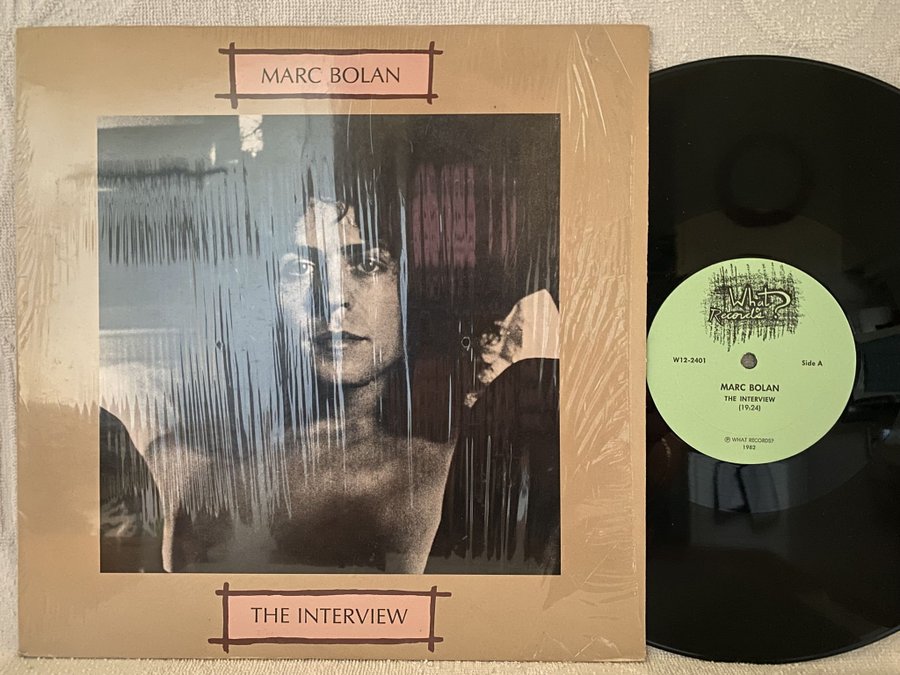 MARC BOLAN
THE INTERVIEW
What?
Records
W12-2401
Side A
MARC BOLAN
THE INTERVIEW
(19:24)
℗ WHAT RECORDS?
1982